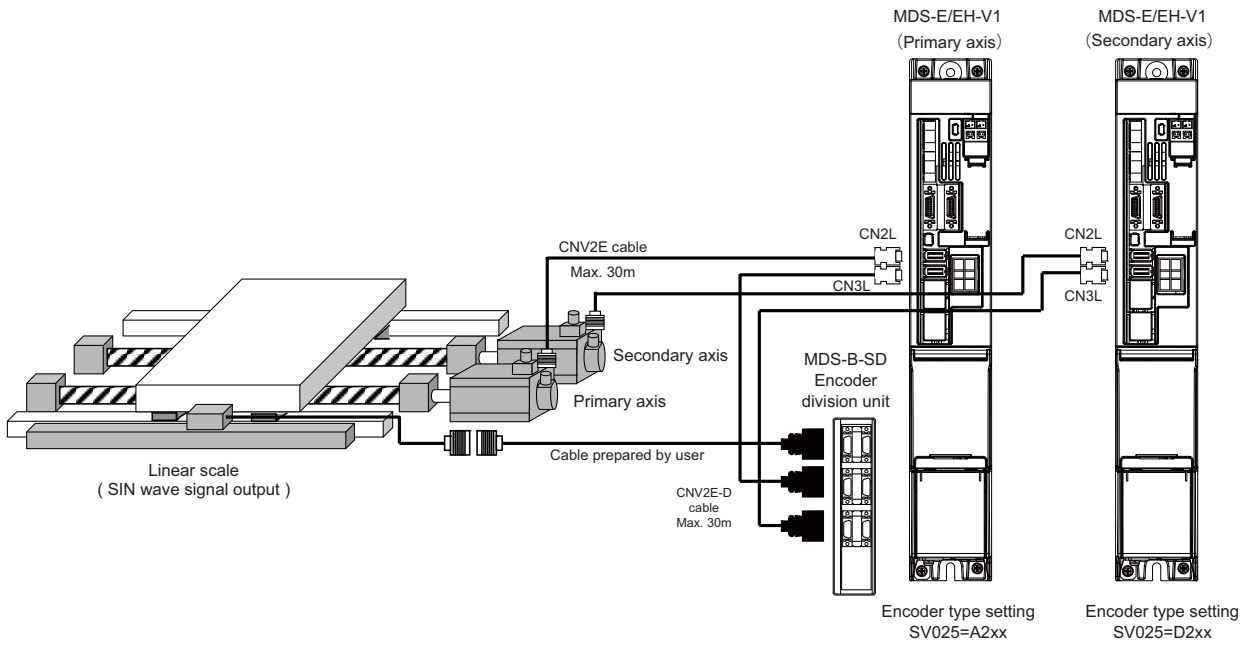 MDS-E/EH-V1
（Primary axis）
MDS-E/EH-V1
（Secondary axis）
CN2L
CN3L
CN2L
CN3L
CNV2E cable
Max. 30m
Secondary axis
Primary axis
MDS-B-SD
Encoder
division unit
Cable prepared by user
CNV2E-D
cable
Max. 30m
Linear scale
( SIN wave signal output )
Encoder type setting
SV025=A2xx
Encoder type setting
SV025=D2xx